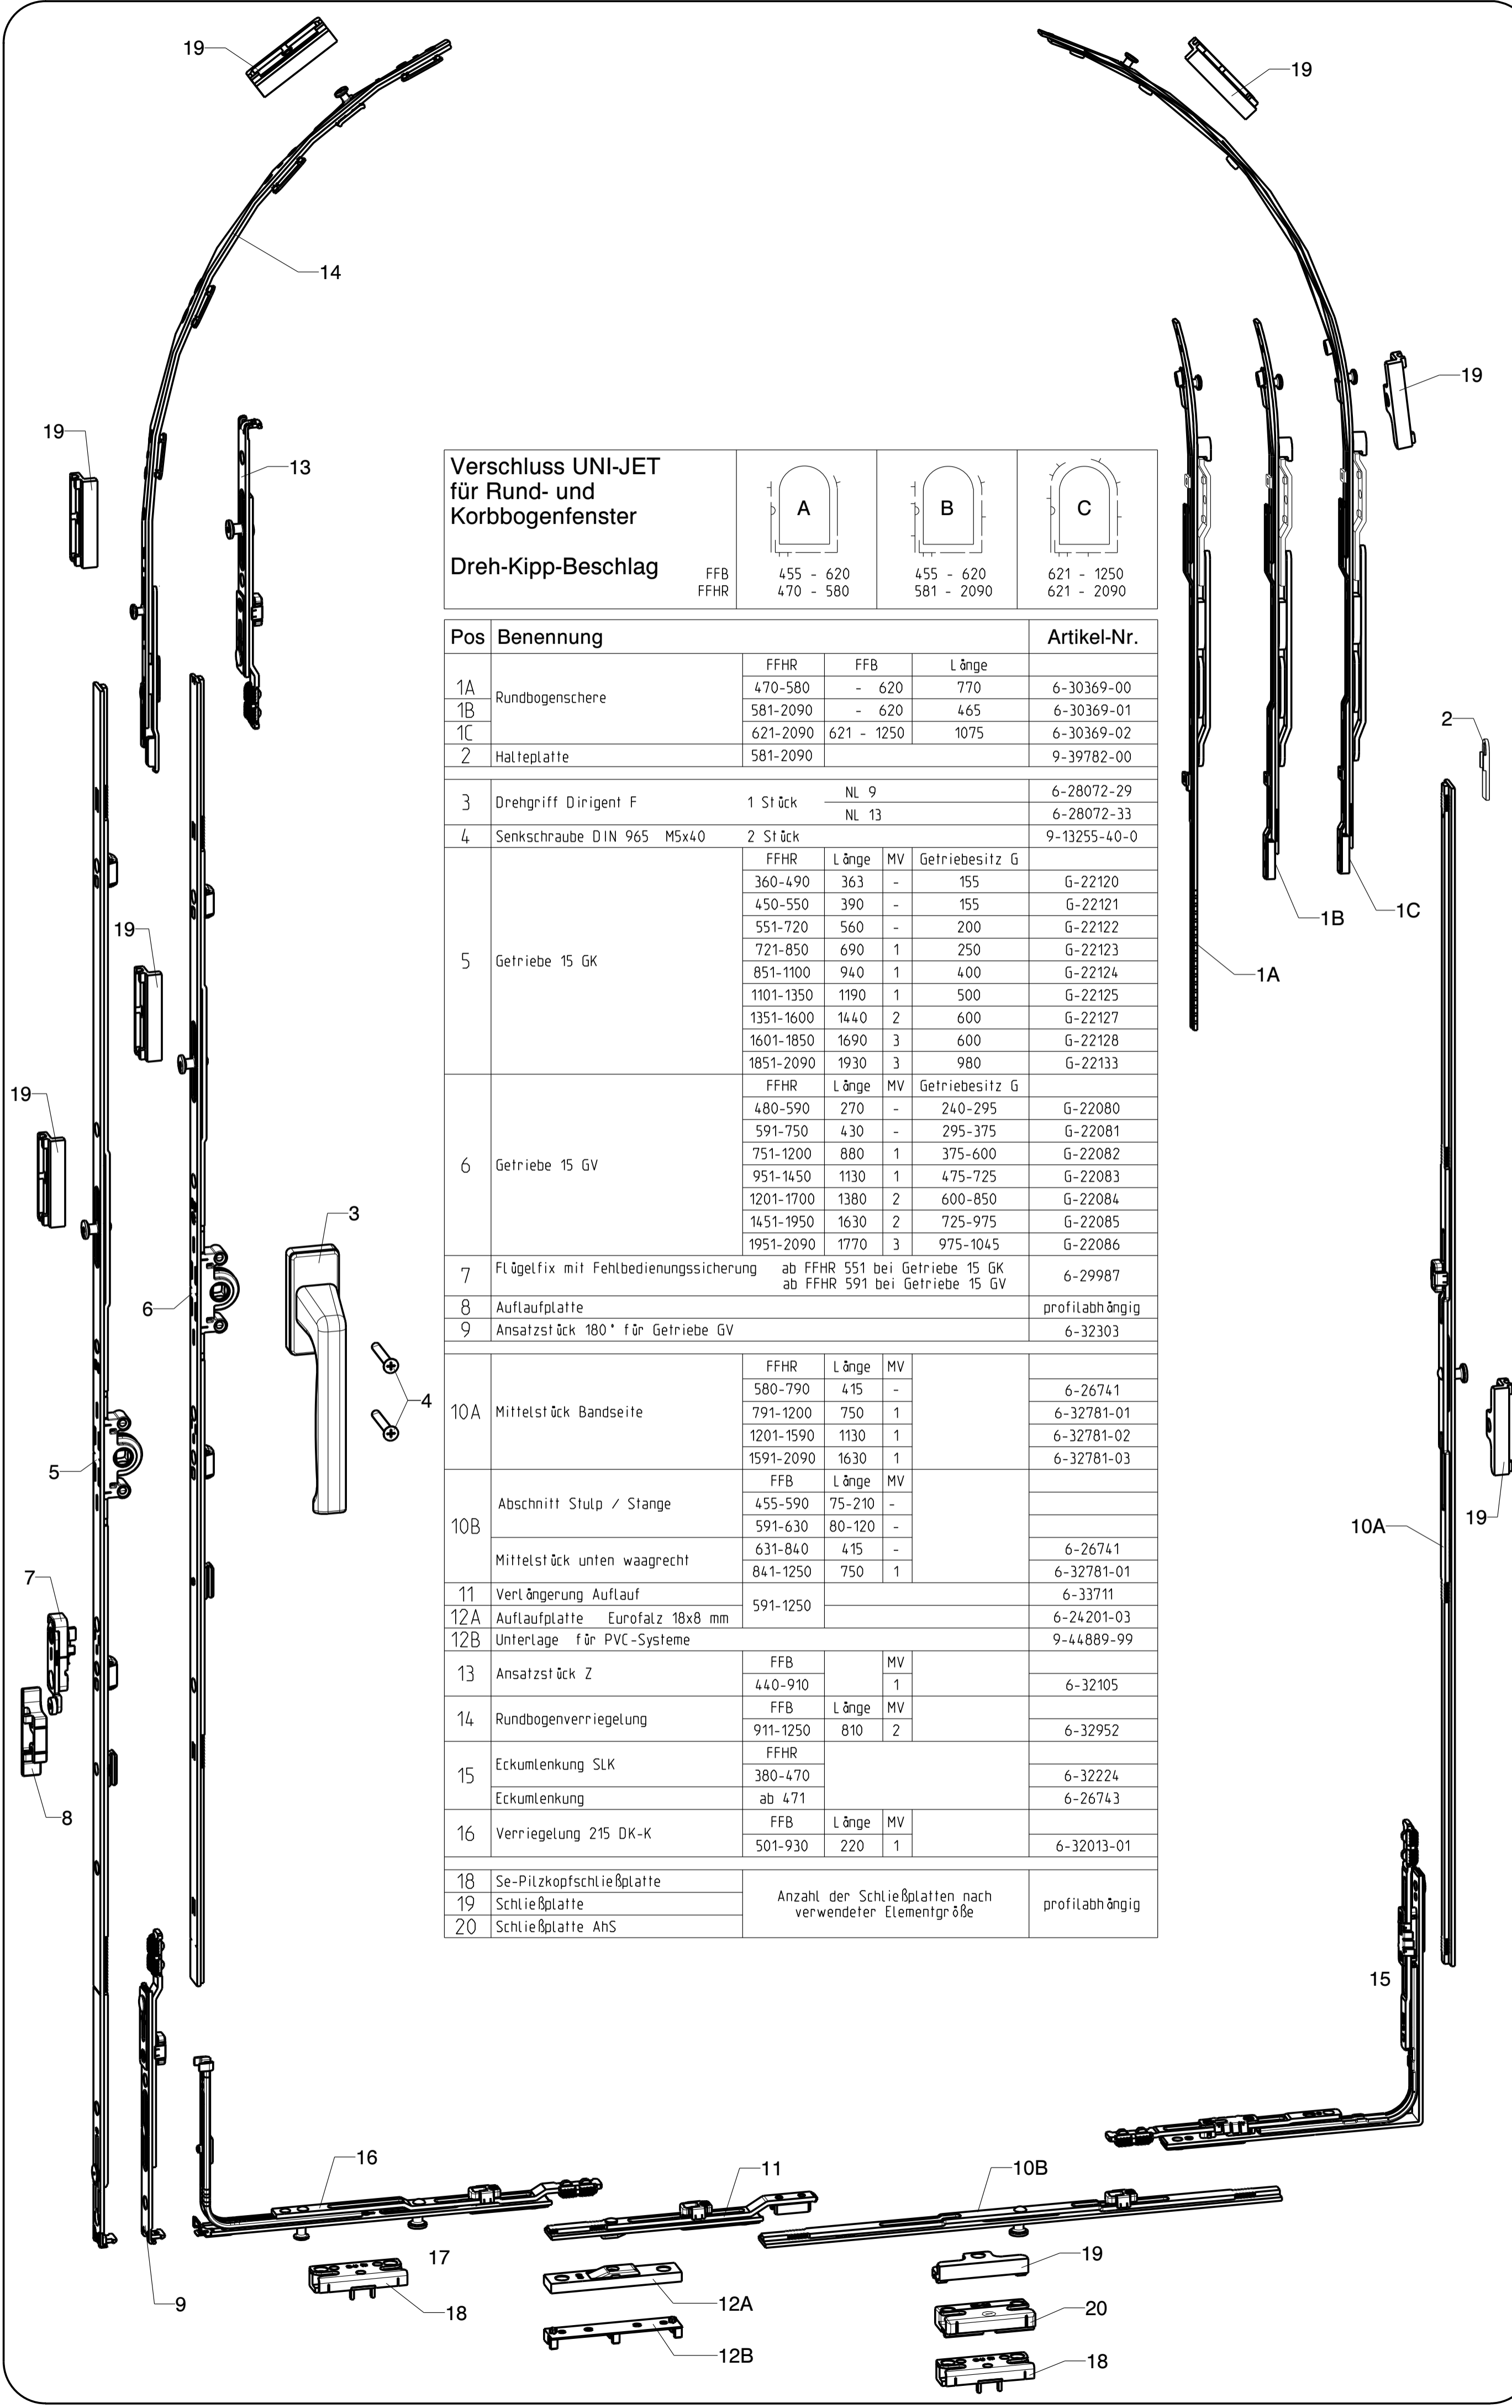 19
19
14
19
19
13
Verschluss UNI-JET
für Rund- und
Korbbogenfenster
Dreh-Kipp-Beschlag
A B C
FFB 455 - 620 455 - 620 621 - 1250
FFHR 470 - 580 581 - 2090 621 - 2090
Pos Benennung Artikel-Nr.
FFHR FFB Länge
1A Rundbogenschere 470-580 - 620 770 6-30369-00
1B 581-2090 - 620 465 6-30369-01
1C 621-2090 621 - 1250 1075 6-30369-02
2 Halteplatte 581-2090 9-39782-00
3 Drehgriff Dirigent F 1 Stück NL 9 6-28072-29
NL 13 6-28072-33
4 Senkschraube DIN 965 M5x40 2 Stück 9-13255-40-0
FFHR Länge MV Getriebesitz G
360-490 363 - 155 G-22120
450-550 390 - 155 G-22121
551-720 560 - 200 G-22122
721-850 690 1 250 G-22123
5 Getriebe 15 GK
851-1100 940 1 400 G-22124
1101-1350 1190 1 500 G-22125
1351-1600 1440 2 600 G-22127
1601-1850 1690 3 600 G-22128
1851-2090 1930 3 980 G-22133
FFHR Länge MV Getriebesitz G
480-590 270 - 240-295 G-22080
591-750 430 - 295-375 G-22081
751-1200 880 1 375-600 G-22082
6 Getriebe 15 GV
951-1450 1130 1 475-725 G-22083
1201-1700 1380 2 600-850 G-22084
1451-1950 1630 2 725-975 G-22085
1951-2090 1770 3 975-1045 G-22086
7 Flügelfix mit Fehlbedienungssicherung ab FFHR 551 bei Getriebe 15 GK 6-29987
ab FFHR 591 bei Getriebe 15 GV
8 Auflaufplatte profilabhängig
9 Ansatzstück 180° für Getriebe GV 6-32303
FFHR Länge MV
580-790 415 - 6-26741
10A Mittelstück Bandseite 791-1200 750 1 6-32781-01
1201-1590 1130 1 6-32781-02
1591-2090 1630 1 6-32781-03
FFB Länge MV
10B Abschnitt Stulp / Stange 455-590 75-210 -
591-630 80-120 -
Mittelstück unten waagrecht 631-840 415 - 6-26741
841-1250 750 1 6-32781-01
11 Verlängerung Auflauf 591-1250 6-33711
12A Auflaufplatte Eurofalz 18x8 mm 6-24201-03
12B Unterlage für PVC-Systeme 9-44889-99
13 Ansatzstück Z FFB MV
440-910 1 6-32105
14 Rundbogenverriegelung FFB Länge MV
911-1250 810 2 6-32952
15 Eckumlenkung SLK FFHR
380-470 6-32224
Eckumlenkung ab 471 6-26743
16 Verriegelung 215 DK-K FFB Länge MV
501-930 220 1 6-32013-01
18 Se-Pilzkopfschließplatte
19 Schließplatte Anzahl der Schließplatten nach verwendeter Elementgröße profilabhängig
20 Schließplatte AhS
2
1C
1B
1A
19
19
3
6
4
5
7
8
10A
19
15
16
11
10B
17
18
9
12A
12B
19
20
18